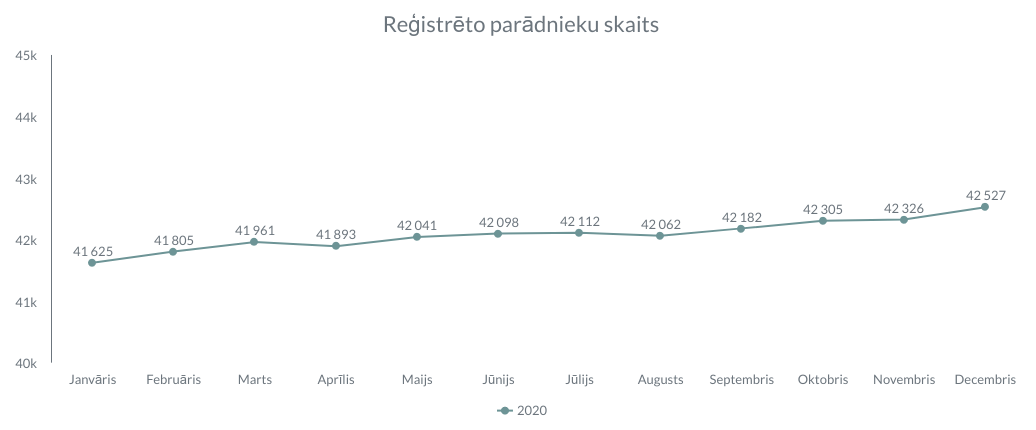 Reģistrēto parādnieku skaits
45k
44k
43k
42k
41k
40k
41 625
41 805
41 961
41 893
42 041
42 098
42 112
42 062
42 182
42 305
42 326
42 527
Janvāris Februāris Marts Aprīlis Maijs Jūnijs Jūlijs Augusts Septembris Oktobris Novembris Decembris
2020